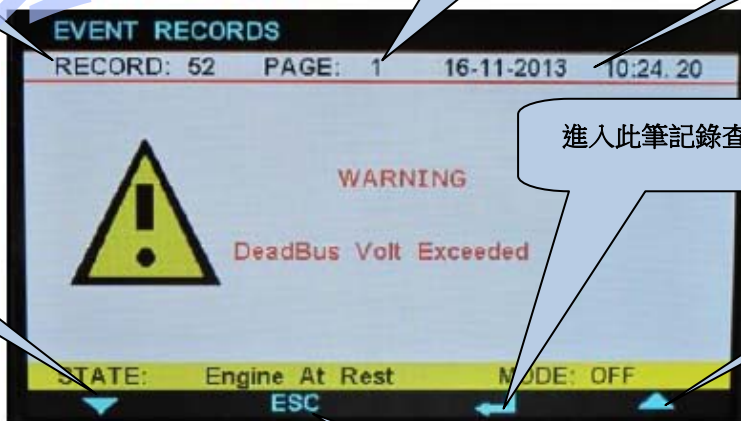 EVENT RECORDS
RECORD: 52 PAGE: 1 16-11-2013 10:24.20
進入此筆記錄查
WARNING
DeadBus Volt Exceeded
STATE: Engine At Rest MODE: OFF
ESC